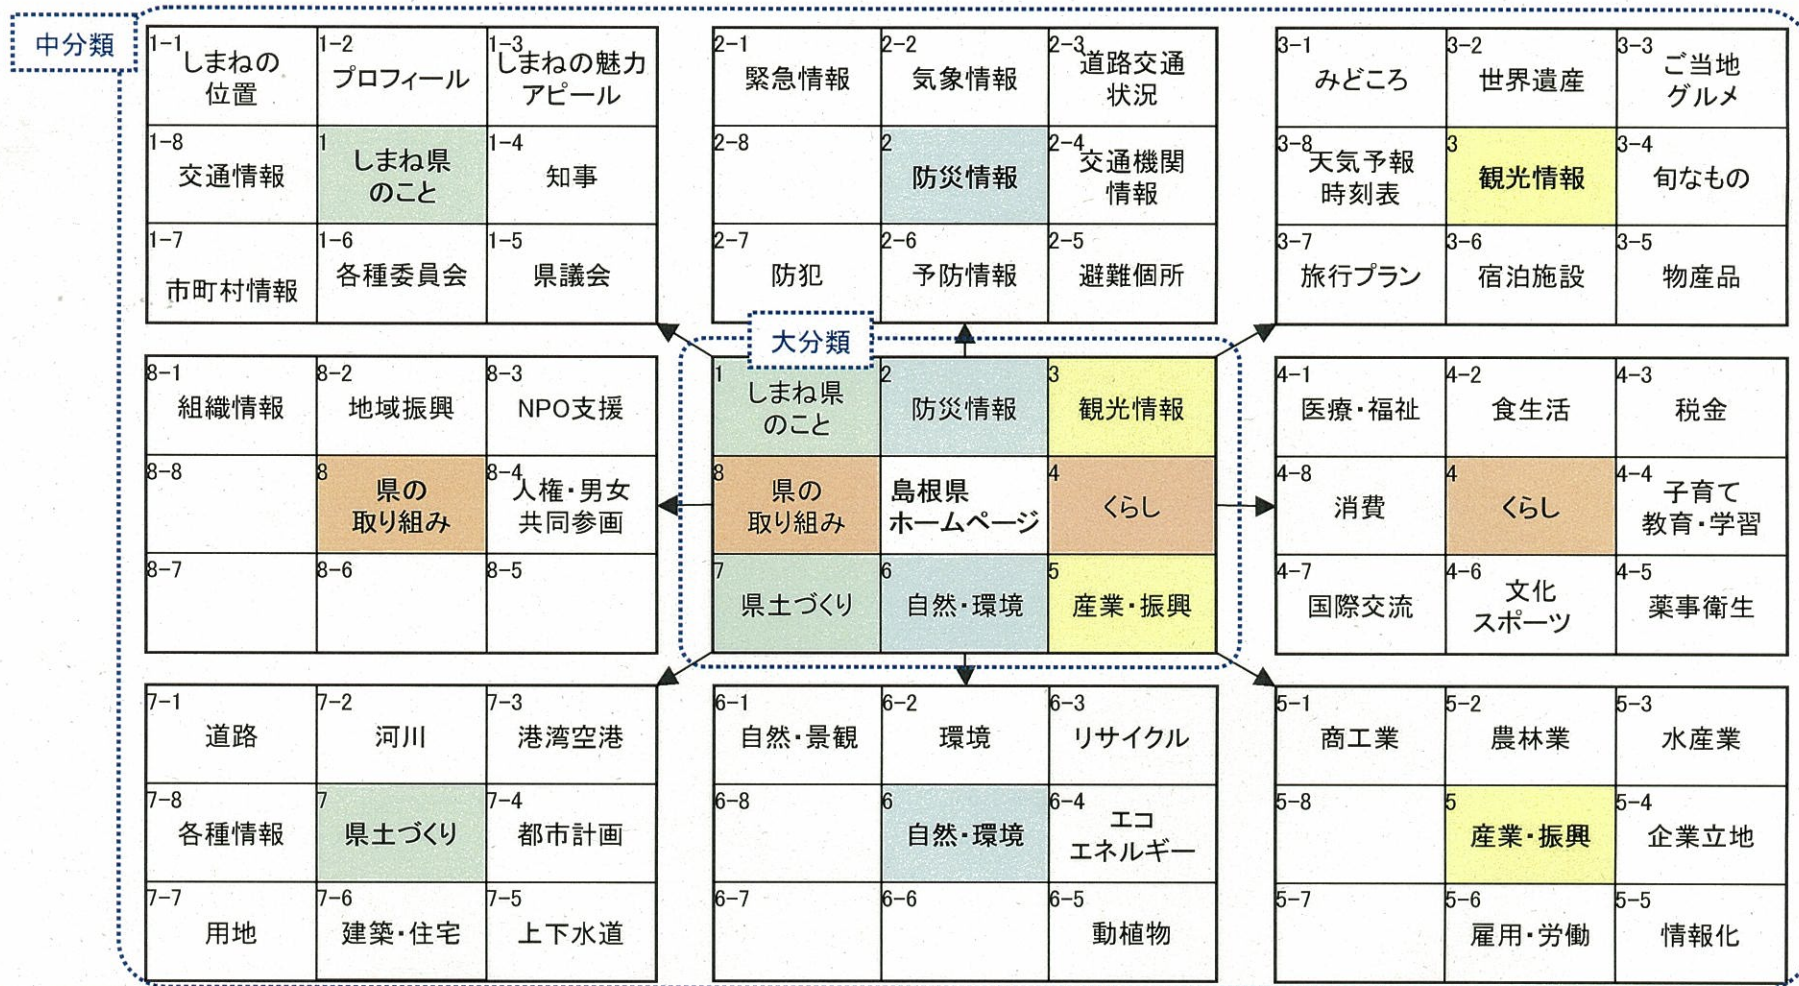 中分類
1-1
しまねの
位置
1-2
プロフィール
1-3
しまねの魅力
アピール
1-8
交通情報
1
しまね県
のこと
1-4
知事
1-7
市町村情報
1-6
各種委員会
1-5
県議会
2-1
緊急情報
2-2
気象情報
2-3
道路交通
状況
2-8
2
防災情報
2-4
交通機関
情報
2-7
防犯
2-6
予防情報
2-5
避難個所
3-1
みどころ
3-2
世界遺産
3-3
ご当地
グルメ
3-8
天気予報
時刻表
3
観光情報
3-4
旬なもの
3-7
旅行プラン
3-6
宿泊施設
3-5
物産品
8-1
組織情報
8-2
地域振興
8-3
NPO支援
8-8
8
県の
取り組み
8-4
人権・男女
共同参画
8-7
8-6
8-5
大分類
1
しまね県
のこと
2
防災情報
3
観光情報
8
県の
取り組み
島根県
ホームページ
4
くらし
7
県土づくり
6
自然・環境
5
産業・振興
4-1
医療・福祉
4-2
食生活
4-3
税金
4-8
消費
4
くらし
4-4
子育て
教育・学習
4-7
国際交流
4-6
文化
スポーツ
4-5
薬事衛生
7-1
道路
7-2
河川
7-3
港湾空港
7-8
各種情報
7
県土づくり
7-4
都市計画
7-7
用地
7-6
建築・住宅
7-5
上下水道
6-1
自然・景観
6-2
環境
6-3
リサイクル
6-8
6
自然・環境
6-4
エコ
エネルギー
6-7
6-6
6-5
動植物
5-1
商工業
5-2
農林業
5-3
水産業
5-8
5
産業・振興
5-4
企業立地
5-7
5-6
雇用・労働
5-5
情報化